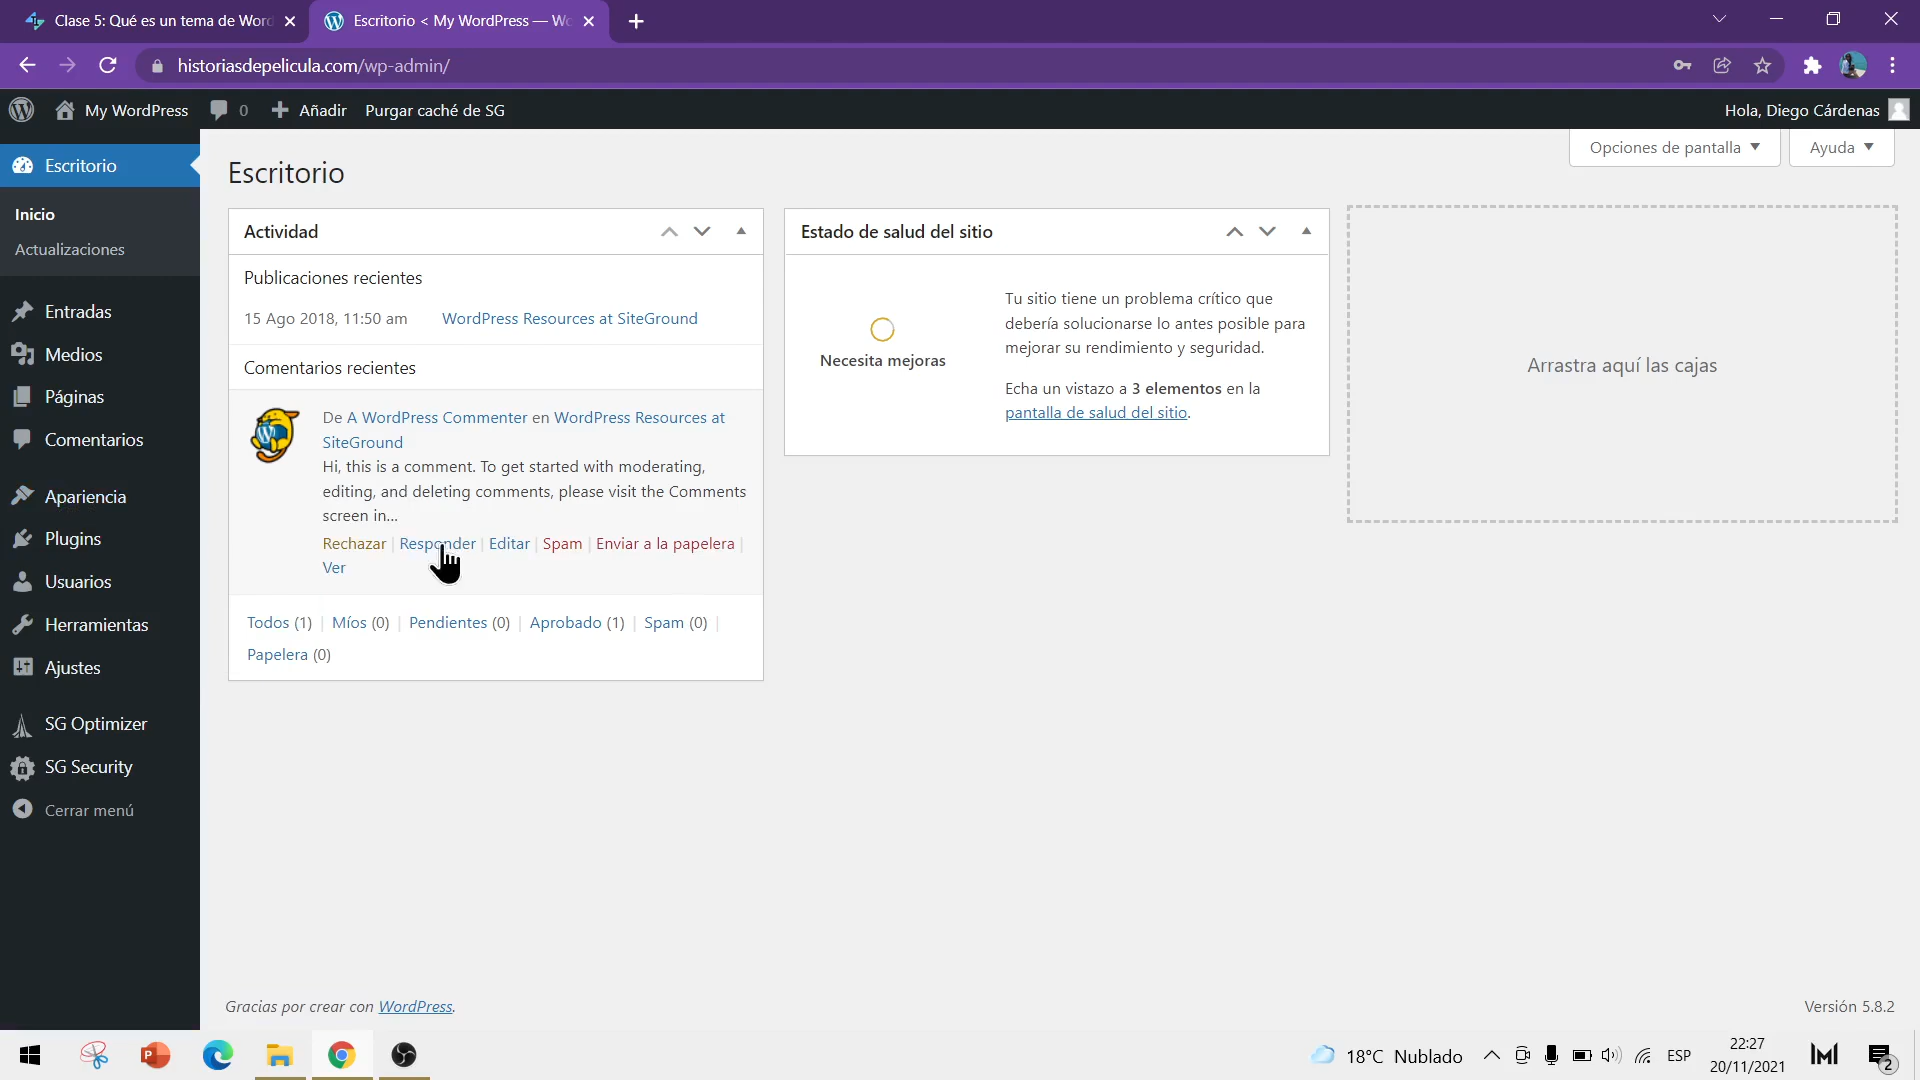 Clase 5: Qué es un tema de Word
Escritorio < My WordPress — Wo
historiasdepelicula.com/wp-admin/
My WordPress
0
Añadir
Purgar caché de SG
Hola, Diego Cárdenas
Opciones de pantalla
Ayuda
Escritorio
Inicio
Actualizaciones
Entradas
Medios
Páginas
Comentarios
Apariencia
Plugins
Usuarios
Herramientas
Ajustes
SG Optimizer
SG Security
Cerrar menú
Escritorio
Actividad
Publicaciones recientes
15 Ago 2018, 11:50 am
WordPress Resources at SiteGround
Comentarios recientes
De A WordPress Commenter en WordPress Resources at
SiteGround
Hi, this is a comment. To get started with moderating,
editing, and deleting comments, please visit the Comments
screen in...
Rechazar | Responder | Editar | Spam | Enviar a la papelera |
Ver
Todos (1) | Míos (0) | Pendientes (0) | Aprobado (1) | Spam (0) |
Papelera (0)
Estado de salud del sitio
Necesita mejoras
Tu sitio tiene un problema crítico que
debería solucionarse lo antes posible para
mejorar su rendimiento y seguridad.
Echa un vistazo a 3 elementos en la
pantalla de salud del sitio.
Arrastra aquí las cajas
Gracias por crear con WordPress.
Versión 5.8.2
18°C Nublado
ESP
22:27
20/11/2021
2